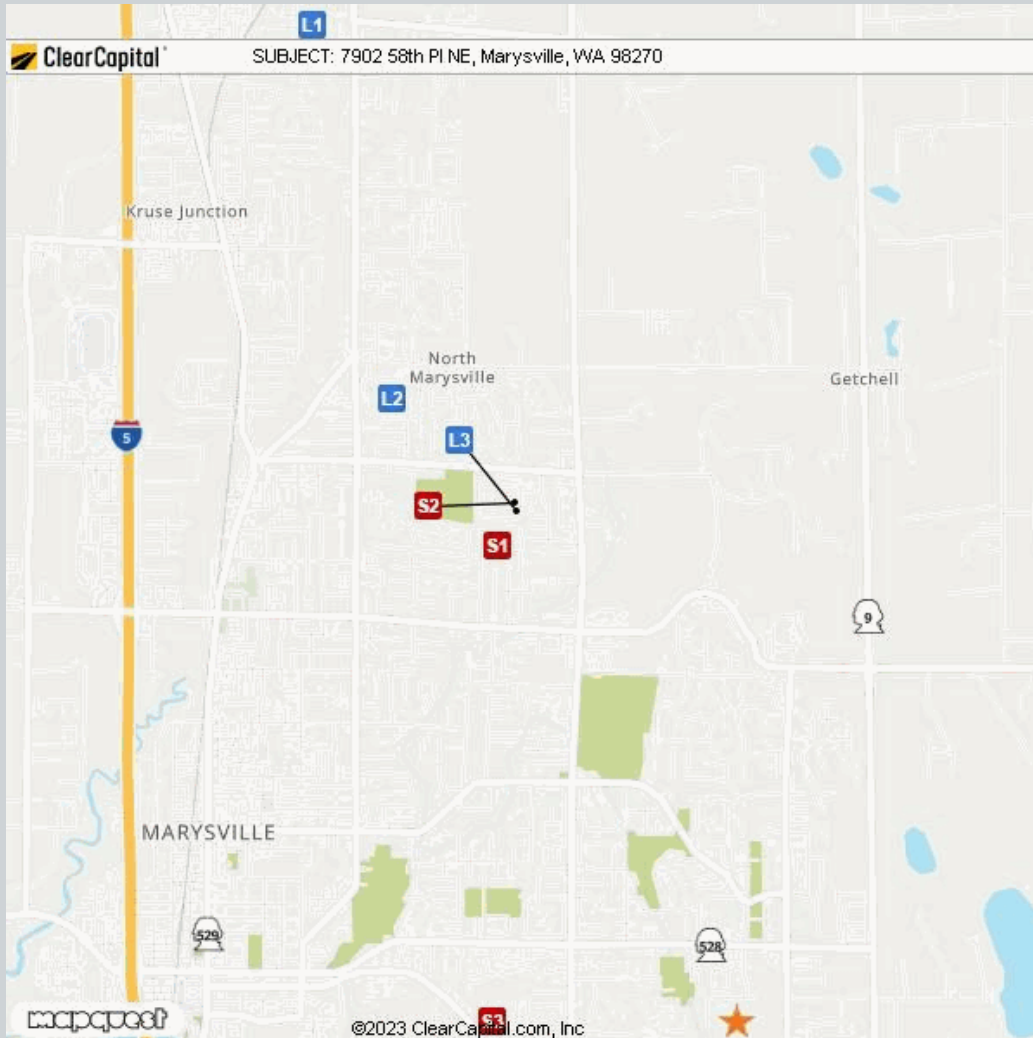 L1
ClearCapital
SUBJECT: 7902 58th Pl NE, Marysville, WA 98270
Kruse Junction
North
Marysville
Getchell
L2
5
L3
S2
S1
9
MARYSVILLE
529
528
mapquest
S3
©2023 ClearCapital.com, Inc